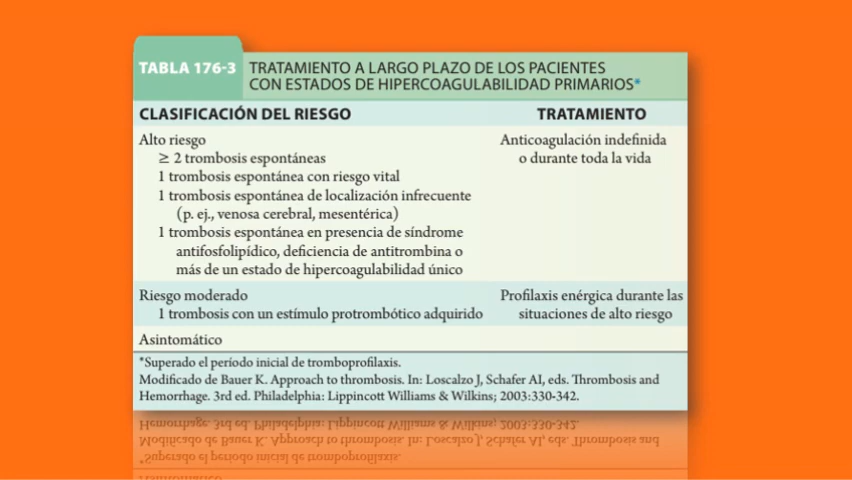 TABLA 176-3 TRATAMIENTO A LARGO PLAZO DE LOS PACIENTES
CON ESTADOS DE HIPERCOAGULABILIDAD PRIMARIOS*
CLASIFICACIÓN DEL RIESGO TRATAMIENTO
Alto riesgo Anticoagulación indefinida
≥ 2 trombosis espontáneas o durante toda la vida
1 trombosis espontánea con riesgo vital
1 trombosis espontánea de localización infrecuente
(p. ej., venosa cerebral, mesentérica)
1 trombosis espontánea en presencia de síndrome
antifosfolipídico, deficiencia de antitrombina o
más de un estado de hipercoagulabilidad único
Riesgo moderado Profilaxis enérgica durante las
1 trombosis con un estímulo protrombótico adquirido situaciones de alto riesgo
Asintomático
*Superado el período inicial de tromboprofilaxis.
Modificado de Bauer K. Approach to thrombosis. In: Loscalzo J, Schafer AI, eds. Thrombosis and
Hemorrhage. 3rd ed. Philadelphia: Lippincott Williams & Wilkins; 2003:330-342.